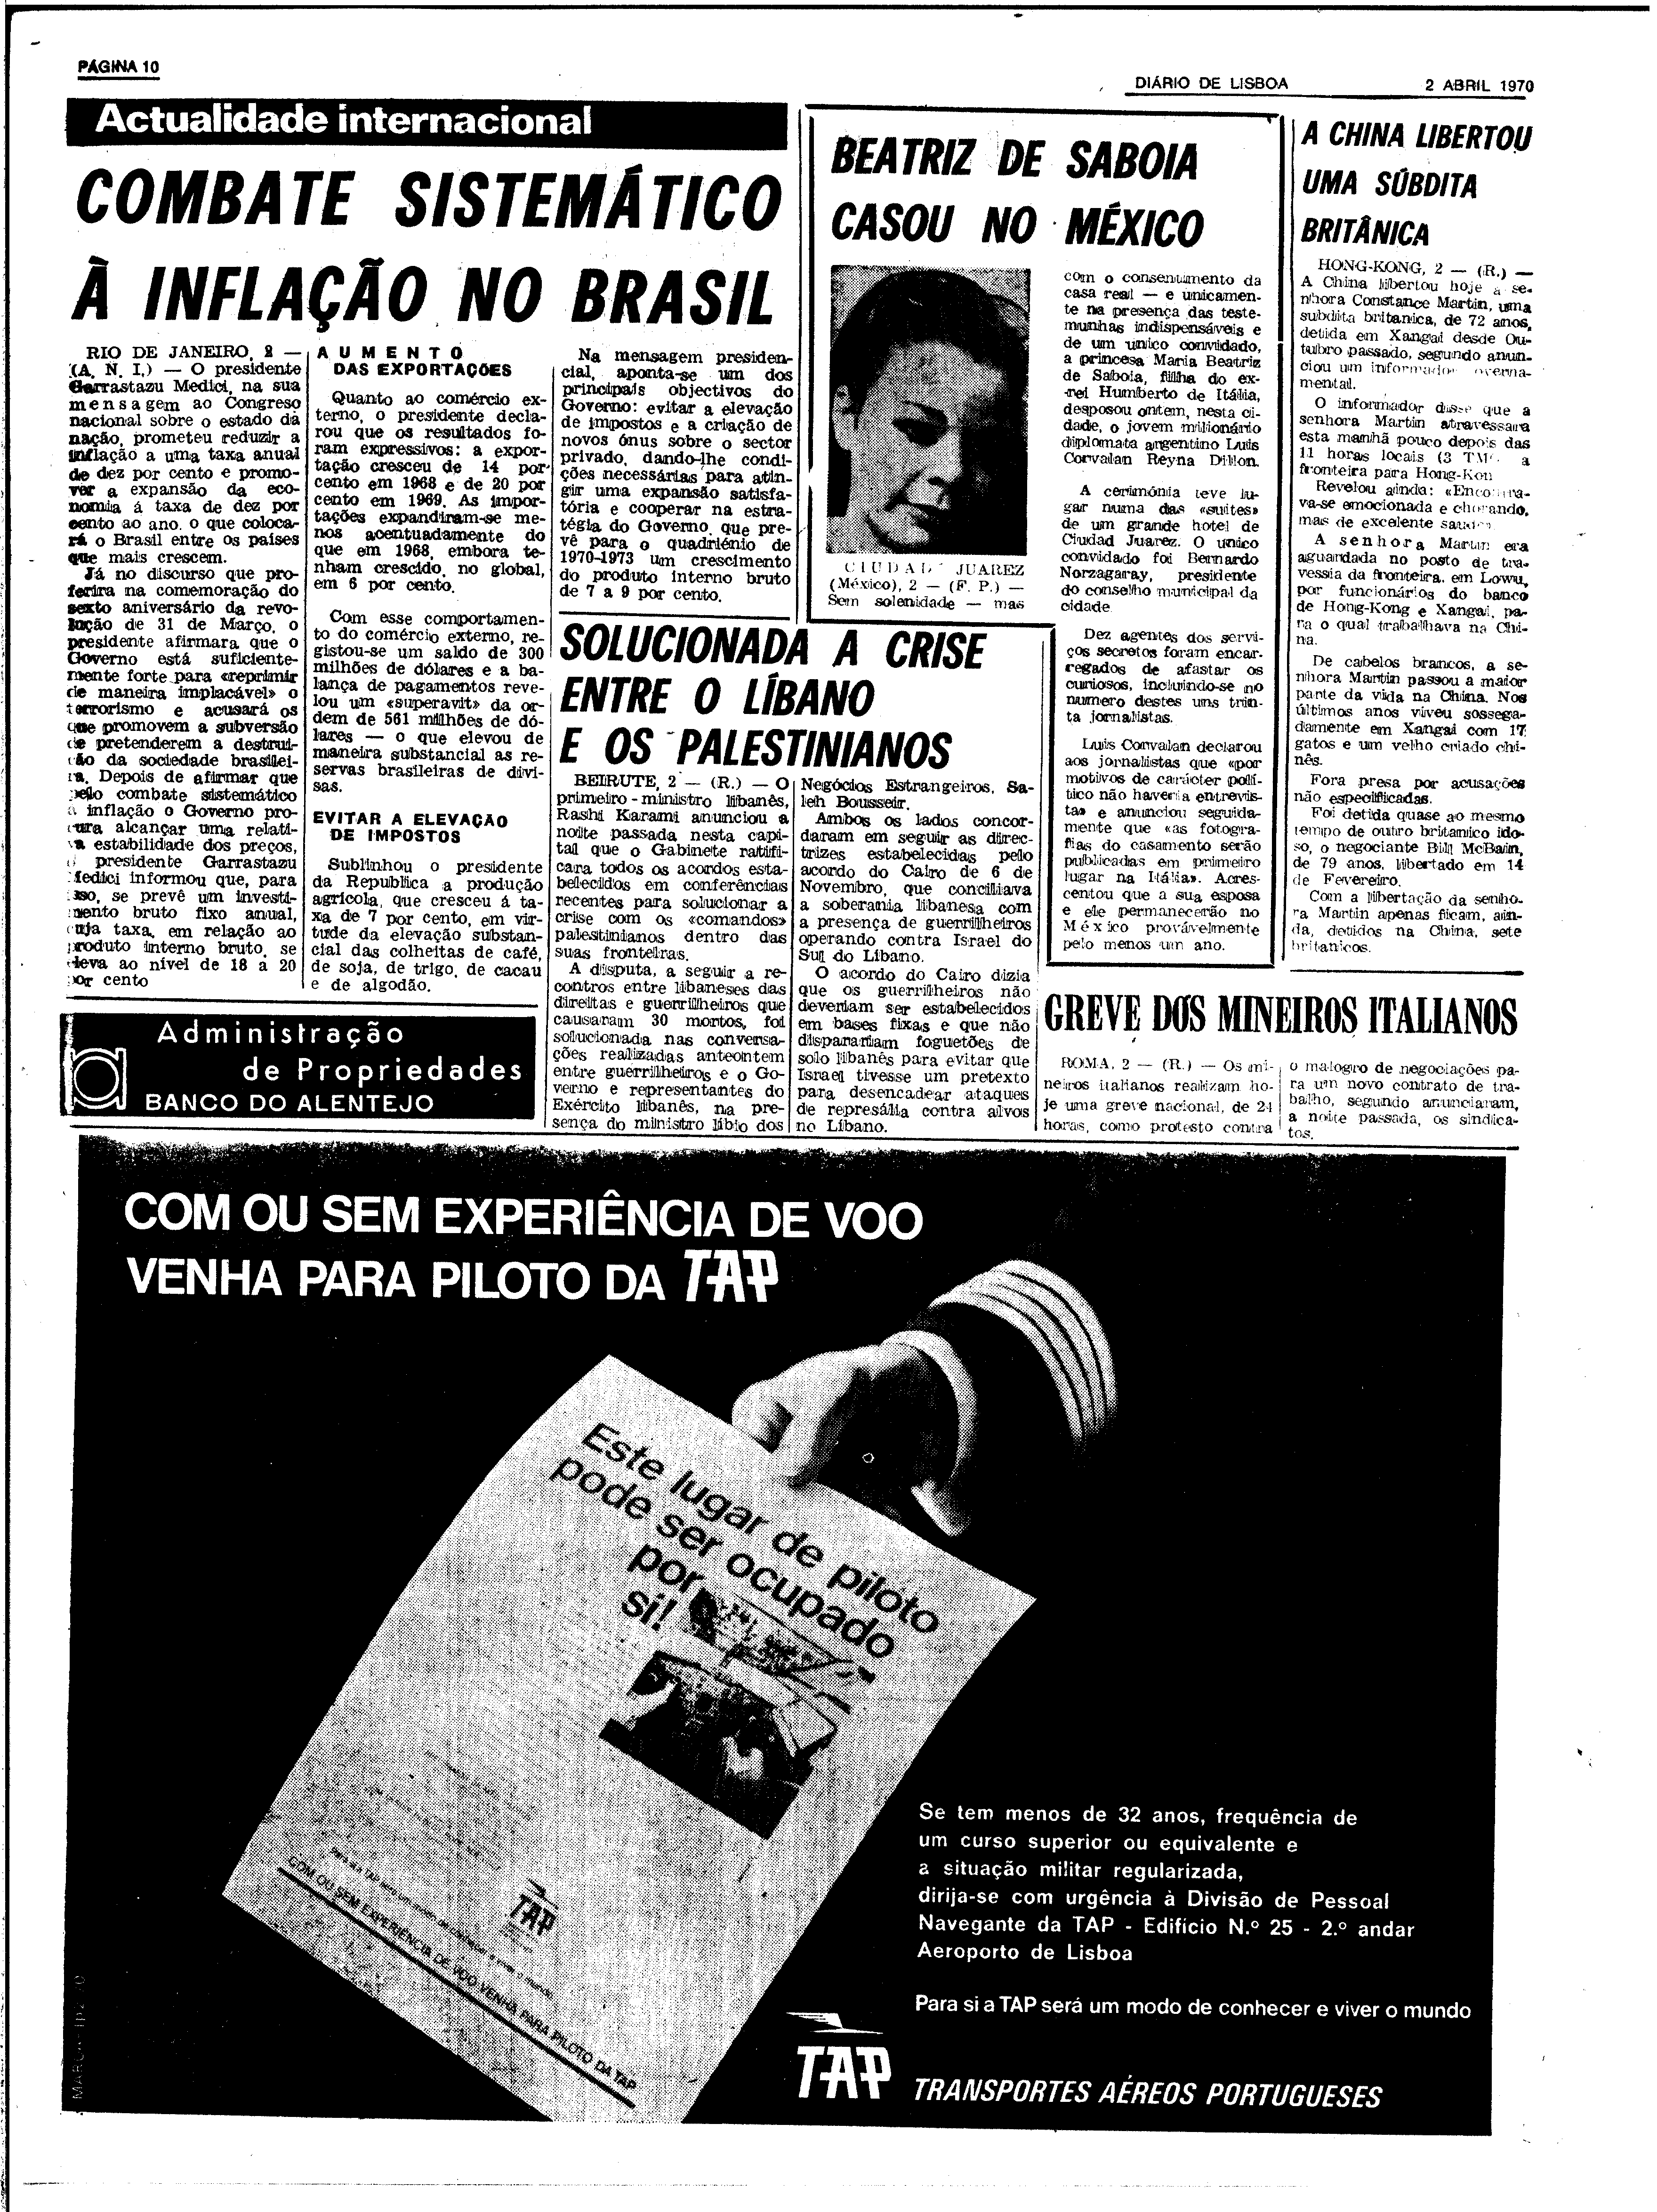 PÁGINA 10
DIÁRIO DE LISBOA
2 ABRIL 1970
Actualidade internacional
COMBATE SISTEMÁTICO
À INFLAÇÃO NO BRASIL
RIO DE JANEIRO, 2 —
(A. N. I.) — O presidente
Garrastazu Medici, na sua
mensagem ao Congreso
nacional sobre o estado da
nação, prometeu reduzir a
inflação a uma taxa anual
de dez por cento e promo-
ver a expansão da eco-
nomia á taxa de dez por
cento ao ano, o que coloca-
rá o Brasil entre os países
que mais crescem.
Já no discurso que pro-
ferira na comemoração do
sexto aniversário da revo-
lução de 31 de Março, o
presidente afirmara que o
Governo está suficiente-
mente forte para «reprimir
de maneira implacável» o
terrorismo e acusará os
que promovem a subversão
de pretenderem a destrui-
ção da sociedade brasilei-
ra. Depois de afirmar que
pelo combate sistemático
à inflação o Governo pro-
cura alcançar uma relati-
va estabilidade dos preços,
o presidente Garrastazu
Medici informou que, para
isso, se prevê um investi-
mento bruto fixo anual,
cuja taxa, em relação ao
produto interno bruto, se
eleva ao nível de 18 a 20
por cento
AUMENTO
DAS EXPORTAÇÕES
Quanto ao comércio ex-
terno, o presidente decla-
rou que os resultados fo-
ram expressivos: a expor-
tação cresceu de 14 por
cento em 1968 e de 20 por
cento em 1969. As impor-
tações expandiram-se me-
nos acentuadamente do
que em 1968, embora te-
nham crescido, no global,
em 6 por cento.
Com esse comportamen-
to do comércio externo, re-
gistou-se um saldo de 300
milhões de dólares e a ba-
lança de pagamentos reve-
lou um «superavit» da or-
dem de 561 milhões de dó-
lares — o que elevou de
maneira substancial as re-
servas brasileiras de divi-
sas.
EVITAR A ELEVAÇÃO
DE IMPOSTOS
Sublinhou o presidente
da Republica a produção
agrícola, que cresceu á ta-
xa de 7 por cento, em vir-
tude da elevação substan-
cial das colheitas de café,
de soja, de trigo, de cacau
e de algodão.
Na mensagem presiden-
cial, aponta-se um dos
principais objectivos do
Governo: evitar a elevação
de impostos e a criação de
novos ónus sobre o sector
privado, dando-lhe condi-
ções necessárias para atin-
gir uma expansão satisfa-
tória e cooperar na estra-
tégia do Governo, que pre-
vê para o quadriénio de
1970-1973 um crescimento
do produto interno bruto
de 7 a 9 por cento.
Administração
de Propriedades
BANCO DO ALENTEJO
SOLUCIONADA A CRISE
ENTRE O LÍBANO
E OS PALESTINIANOS
BEIRUTE, 2 — (R.) — O
primeiro-ministro libanês,
Rashi Karami anunciou a
noite passada nesta capi-
tal que o Gabinete ratifi-
cara todos os acordos esta-
belecidos em conferências
recentes para solucionar a
crise com os «comandos»
palestinianos dentro das
suas fronteiras.
A disputa, a seguir a re-
contros entre libaneses das
direitas e guerrilheiros que
causaram 30 mortos, foi
solucionada nas conversa-
ções realizadas anteontem
entre guerrilheiros e o Go-
verno e representantes do
Exército libanês, na pre-
sença do ministro líbio dos
Negócios Estrangeiros, Sa-
leh Bousseir.
Ambos os lados concor-
daram em seguir as direc-
trizes estabelecidas pelo
acordo do Cairo de 6 de
Novembro, que conciliava
a soberania libanesa com
a presença de guerrilheiros
operando contra Israel do
Sul do Líbano.
O acordo do Cairo dizia
que os guerrilheiros não
deveriam ser estabelecidos
em bases fixas e que não
disparariam foguetões de
solo libanês para evitar que
Israel tivesse um pretexto
para desencadear ataques
de represália contra alvos
no Líbano.
BEATRIZ DE SABOIA
CASOU NO MÉXICO
CIUDAD JUAREZ
(México), 2 — (F. P.) —
Sem solenidade — mas
com o consentimento da
casa real — e unicamen-
te na presença das teste-
munhas indispensáveis e
de um unico convidado,
a princesa Maria Beatriz
de Saboia, filha do ex-
-rei Humberto de Itália,
desposou ontem, nesta ci-
dade, o jovem milionário
diplomata argentino Luis
Corvalan Reyna Dillon.
A cerimónia teve lu-
gar numa das «suites»
de um grande hotel de
Ciudad Juarez. O unico
convidado foi Bernardo
Norzagaray, presidente
do conselho municipal da
cidade.
Dez agentes dos servi-
ços secretos foram encar-
regados de afastar os
curiosos, incluindo-se no
numero destes uns trin-
ta jornalistas.
Luis Corvalan declarou
aos jornalistas que «por
motivos de carácter polí-
tico não haveria entrevis-
ta» e anunciou seguida-
mente que «as fotogra-
fias do casamento serão
publicadas em primeiro
lugar na Itália». Acres-
centou que a sua esposa
e ele permanecerão no
México provàvelmente
pelo menos um ano.
A CHINA LIBERTOU
UMA SÚBDITA
BRITÂNICA
HONG-KONG, 2 — (R.) —
A China libertou hoje a se-
nhora Constance Martin, uma
subdita britanica, de 72 anos,
detida em Xangai desde Ou-
tubro passado, segundo anun-
ciou um informador governa-
mental.
O informador disse que a
senhora Martin atravessara
esta manhã pouco depois das
11 horas locais (3 TMG) a
fronteira para Hong-Kon
Revelou ainda: «Encontra-
va-se emocionada e chorando,
mas de excelente saude».
A senhora Martin era
aguardada no posto de tra-
vessia da fronteira, em Lowu,
por funcionários do banco
de Hong-Kong e Xangai, pa-
ra o qual trabalhava na Chi-
na.
De cabelos brancos, a se-
nhora Martin passou a maior
parte da vida na China. Nos
últimos anos viveu sossega-
damente em Xangai com 17
gatos e um velho criado chi-
nês.
Fora presa por acusações
não especificadas.
Foi detida quase ao mesmo
tempo de outro britanico ido-
so, o negociante Bill McBain,
de 79 anos, libertado em 14
de Fevereiro.
Com a libertação da senho-
ra Martin apenas ficam, ain-
da, detidos na China, sete
britanicos.
GREVE DOS MINEIROS ITALIANOS
ROMA, 2 — (R.) — Os mi-
neiros italianos realizam ho-
je uma greve nacional, de 24
horas, como protesto contra
o malogro de negociações pa-
ra um novo contrato de tra-
balho, segundo anunciaram,
a noite passada, os sindica-
tos.
COM OU SEM EXPERIÊNCIA DE VOO
VENHA PARA PILOTO DA TAP
Este lugar de piloto
pode ser ocupado
por
si!
Para si a TAP será um modo de conhecer e viver o mundo
TAP
COM OU SEM EXPERIÊNCIA DE VOO VENHA PARA PILOTO DA TAP
Se tem menos de 32 anos, frequência de
um curso superior ou equivalente e
a situação militar regularizada,
dirija-se com urgência à Divisão de Pessoal
Navegante da TAP - Edifício N.º 25 - 2.º andar
Aeroporto de Lisboa
Para si a TAP será um modo de conhecer e viver o mundo
TAP
TRANSPORTES AÉREOS PORTUGUESES